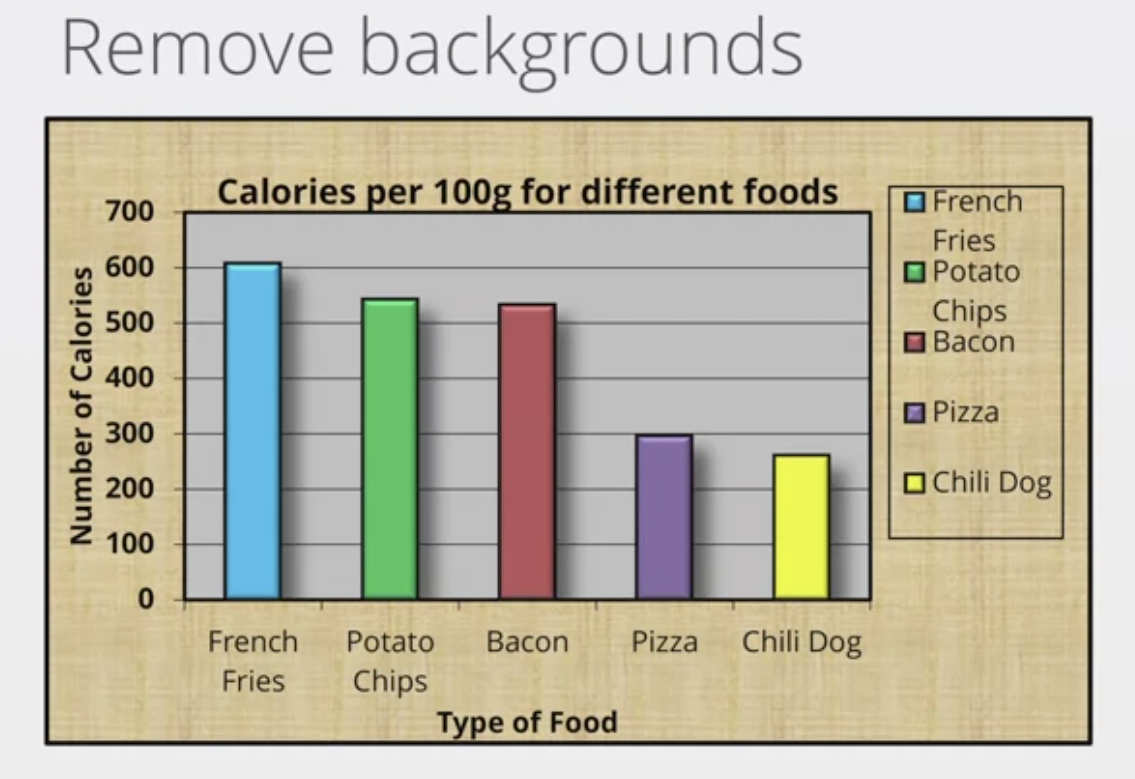 Remove backgrounds
Calories per 100g for different foods
Number of Calories
700
600
500
400
300
200
100
0
French
Fries
Potato
Chips
Bacon
Pizza
Chili Dog
Type of Food
French
Fries
Potato
Chips
Bacon
Pizza
Chili Dog